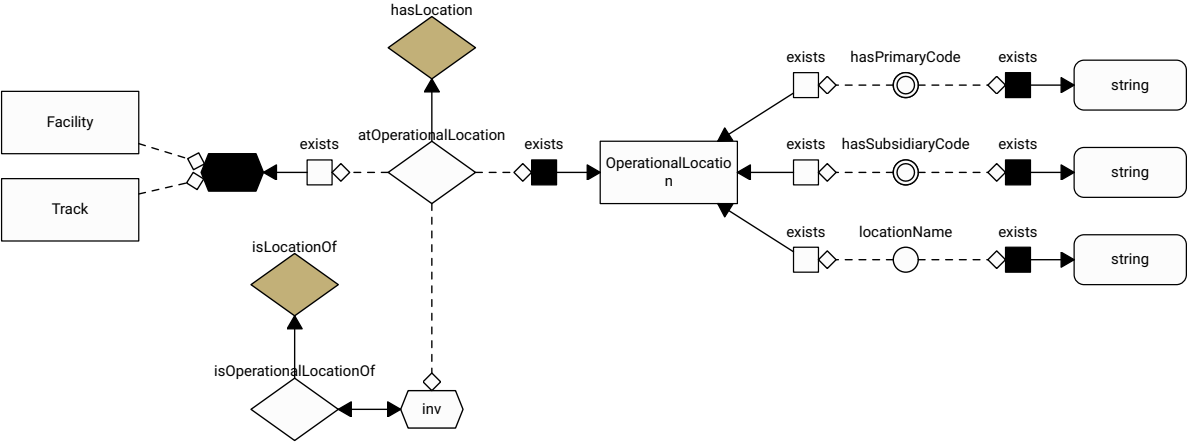 hasLocation
exists
hasPrimaryCode
exists
string
Facility
exists
atOperationalLocation
exists
OperationalLocatio
n
exists
hasSubsidiaryCode
exists
string
Track
exists
locationName
exists
string
isLocationOf
isOperationalLocationOf
inv